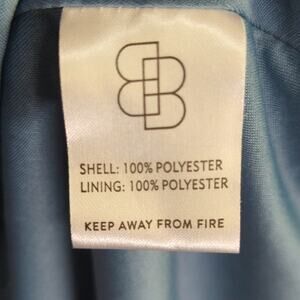 SHELL: 100% POLYESTER
LINING: 100% POLYESTER
KEEP AWAY FROM FIRE